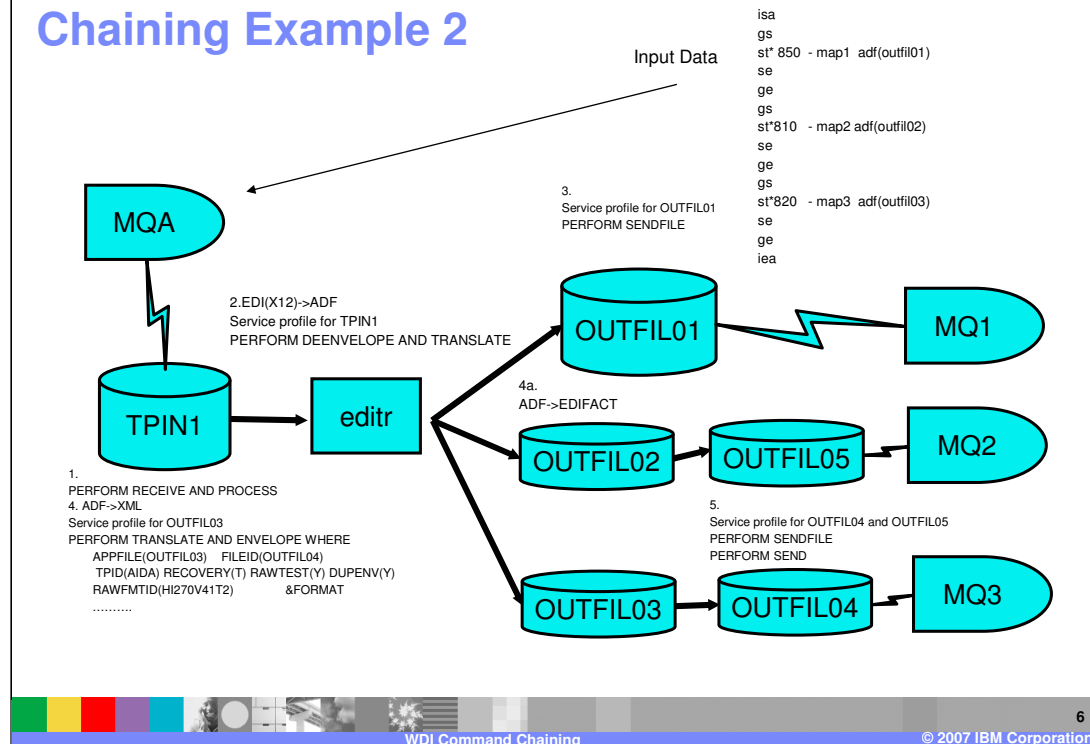 Chaining Example 2
Input Data
isa
gs
st* 850 - map1 adf(outfil01)
se
ge
gs
st*810 - map2 adf(outfil02)
se
ge
gs
st*820 - map3 adf(outfil03)
se
ge
iea
MQA
3.
Service profile for OUTFIL01
PERFORM SENDFILE
2.EDI(X12)->ADF
Service profile for TPIN1
PERFORM DEENVELOPE AND TRANSLATE
OUTFIL01
MQ1
TPIN1
editr
4a.
ADF->EDIFACT
OUTFIL02
OUTFIL05
MQ2
1.
PERFORM RECEIVE AND PROCESS
4. ADF->XML
Service profile for OUTFIL03
PERFORM TRANSLATE AND ENVELOPE WHERE
APPFILE(OUTFIL03) FILEID(OUTFIL04)
TPID(AIDA) RECOVERY(T) RAWTEST(Y) DUPENV(Y)
RAWFMTID(HI270V41T2) &FORMAT
..........
5.
Service profile for OUTFIL04 and OUTFIL05
PERFORM SENDFILE
PERFORM SEND
OUTFIL03
OUTFIL04
MQ3
6
WDI Command Chaining
© 2007 IBM Corporation